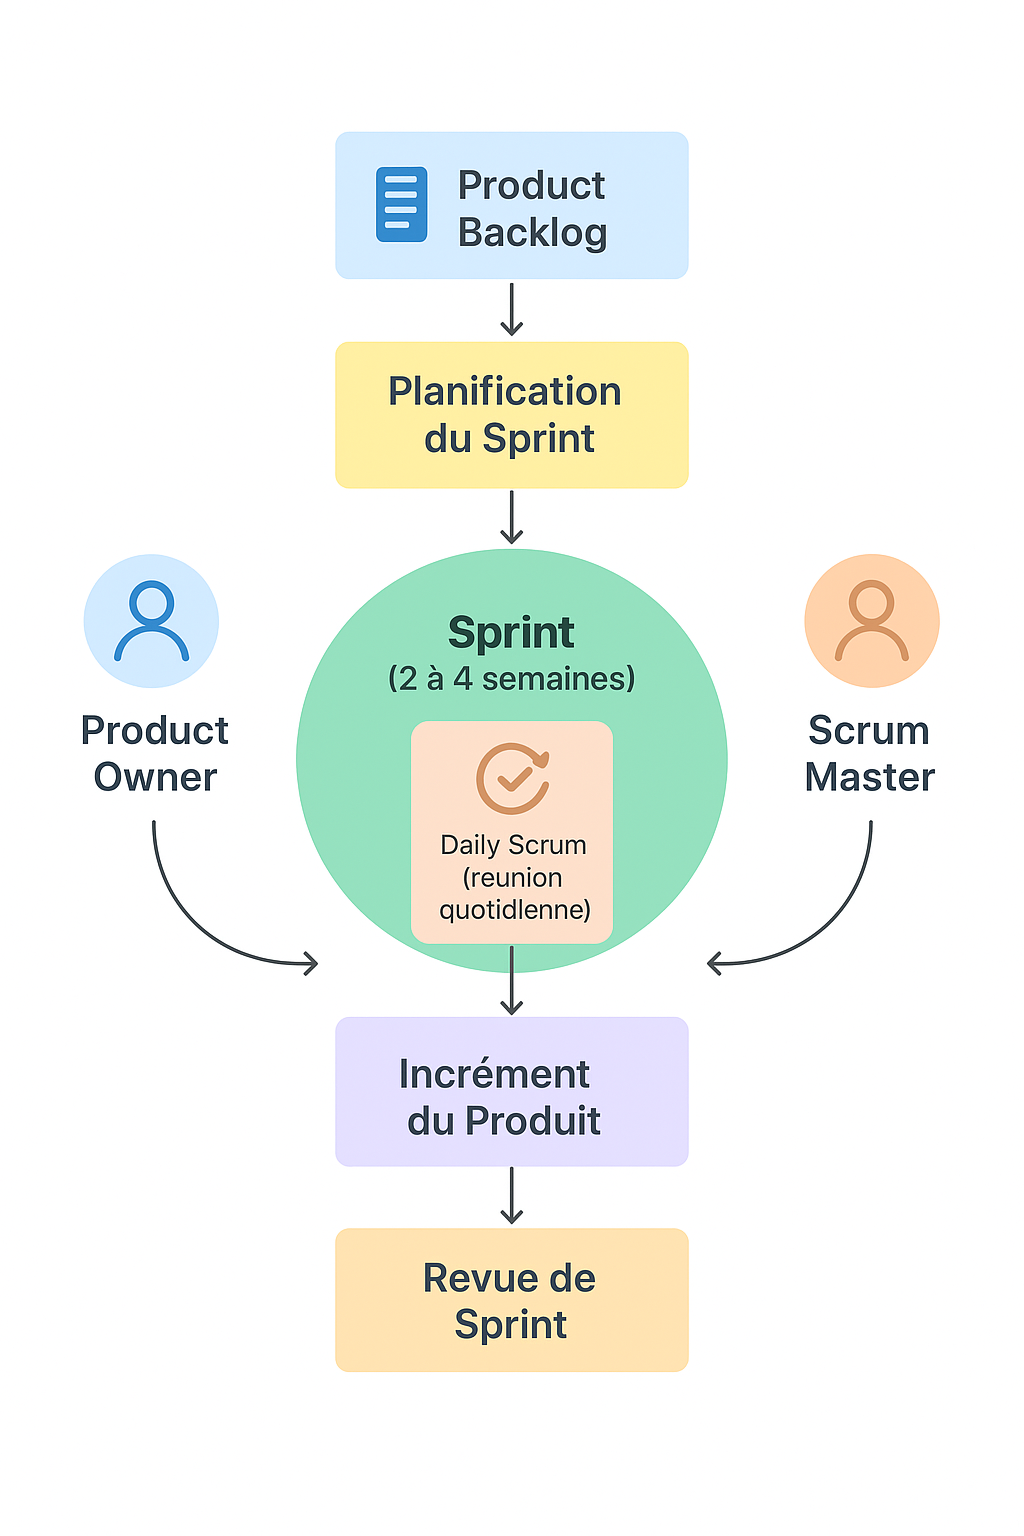 Product
Backlog
Planification
du Sprint
Sprint
(2 à 4 semaines)
Product
Owner
Scrum
Master
Daily Scrum
(reunion
quotidlenne)
Incrément
du Produit
Revue de
Sprint